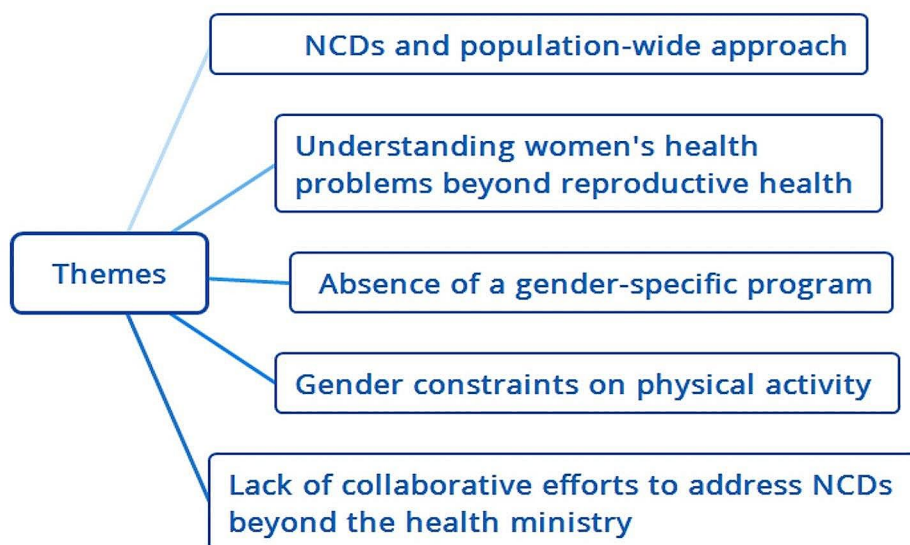 NCDs and population-wide approach
Understanding women's health
problems beyond reproductive health
Themes
Absence of a gender-specific program
Gender constraints on physical activity
Lack of collaborative efforts to address NCDs
beyond the health ministry